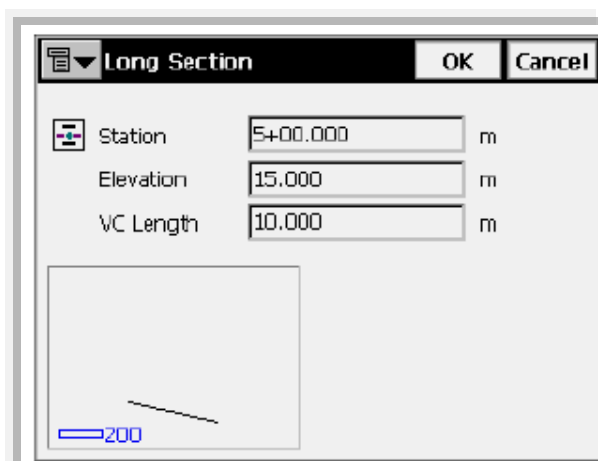 Long Section OK Cancel
Station 5+00.000 m
Elevation 15.000 m
VC Length 10.000 m
200